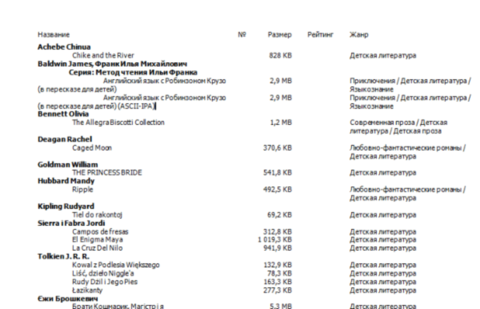 Название № Размер Рейтинг Жанр
Achebe Chinua
Chike and the River 828 KB Детская литература
Baldwin James, Франк Илья Михайлович
Серия: Метод чтения Ильи Франка
Английский язык с Робинзоном Крузо 2,9 MB Приключения / Детская литература /
(в пересказе для детей) Языкознание
Английский язык с Робинзоном Крузо 2,9 MB Приключения / Детская литература /
(в пересказе для детей) (ASCII-IPA) Языкознание
Bennett Olivia
The Allegra Biscotti Collection 1,2 MB Современная проза / Детская
литература / Детская проза
Deagan Rachel
Caged Moon 370,6 KB Любовно-фантастические романы /
Детская литература
Goldman William
THE PRINCESS BRIDE 541,8 KB Детская литература
Hubbard Mandy
Ripple 492,5 KB Любовно-фантастические романы /
Детская литература
Kipling Rudyard
Tiel do rakontoj 69,2 KB Детская литература
Sierra i Fabra Jordi
Campos de fresas 312,8 KB Детская литература
El Enigma Maya 1 019,3 KB Детская литература
La Cruz Del Nilo 941,9 KB Детская литература
Tolkien J. R. R.
Kowal z Podlesia Większego 132,9 KB Детская литература
Liść, dzieło Niggle'a 78,3 KB Детская литература
Rudy Dżil i Jego Pies 163,3 KB Детская литература
Łazikanty 277,3 KB Детская литература
Єжи Брошкевич
Брати Кошмарик, Магістр і я 5,3 MB Детская литература